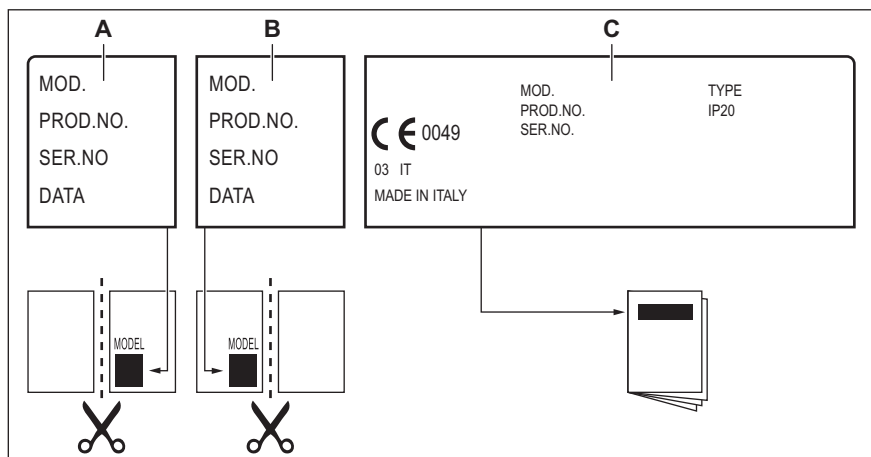 A
B
C
MOD.
PROD.NO.
SER.NO
DATA
MOD.
PROD.NO.
SER.NO
DATA
MOD.
PROD.NO.
SER.NO.
TYPE
IP20
CE 0049
03 IT
MADE IN ITALY
MODEL
MODEL